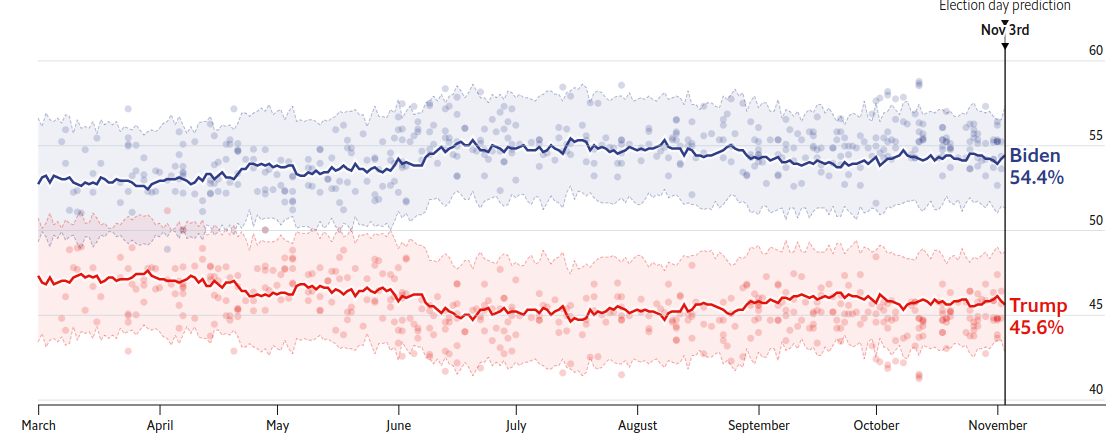 Election day prediction
Nov 3rd
60
55
Biden
54.4%
50
45
Trump
45.6%
40
March April May June July August September October November